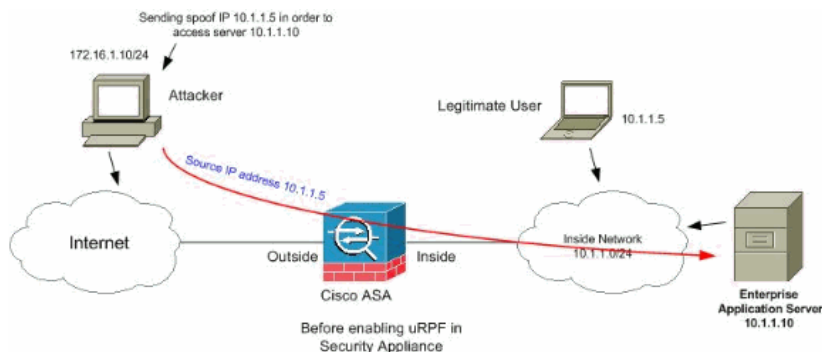 Sending spoof IP 10.1.1.5 in order to
access server 10.1.1.10
172.16.1.10/24
Attacker
Legitimate User
10.1.1.5
Source IP address 10.1.1.5
Internet
Outside
Inside
Cisco ASA
Inside Network
10.1.1.0/24
Enterprise
Application Server
10.1.1.10
Before enabling uRPF in
Security Appliance